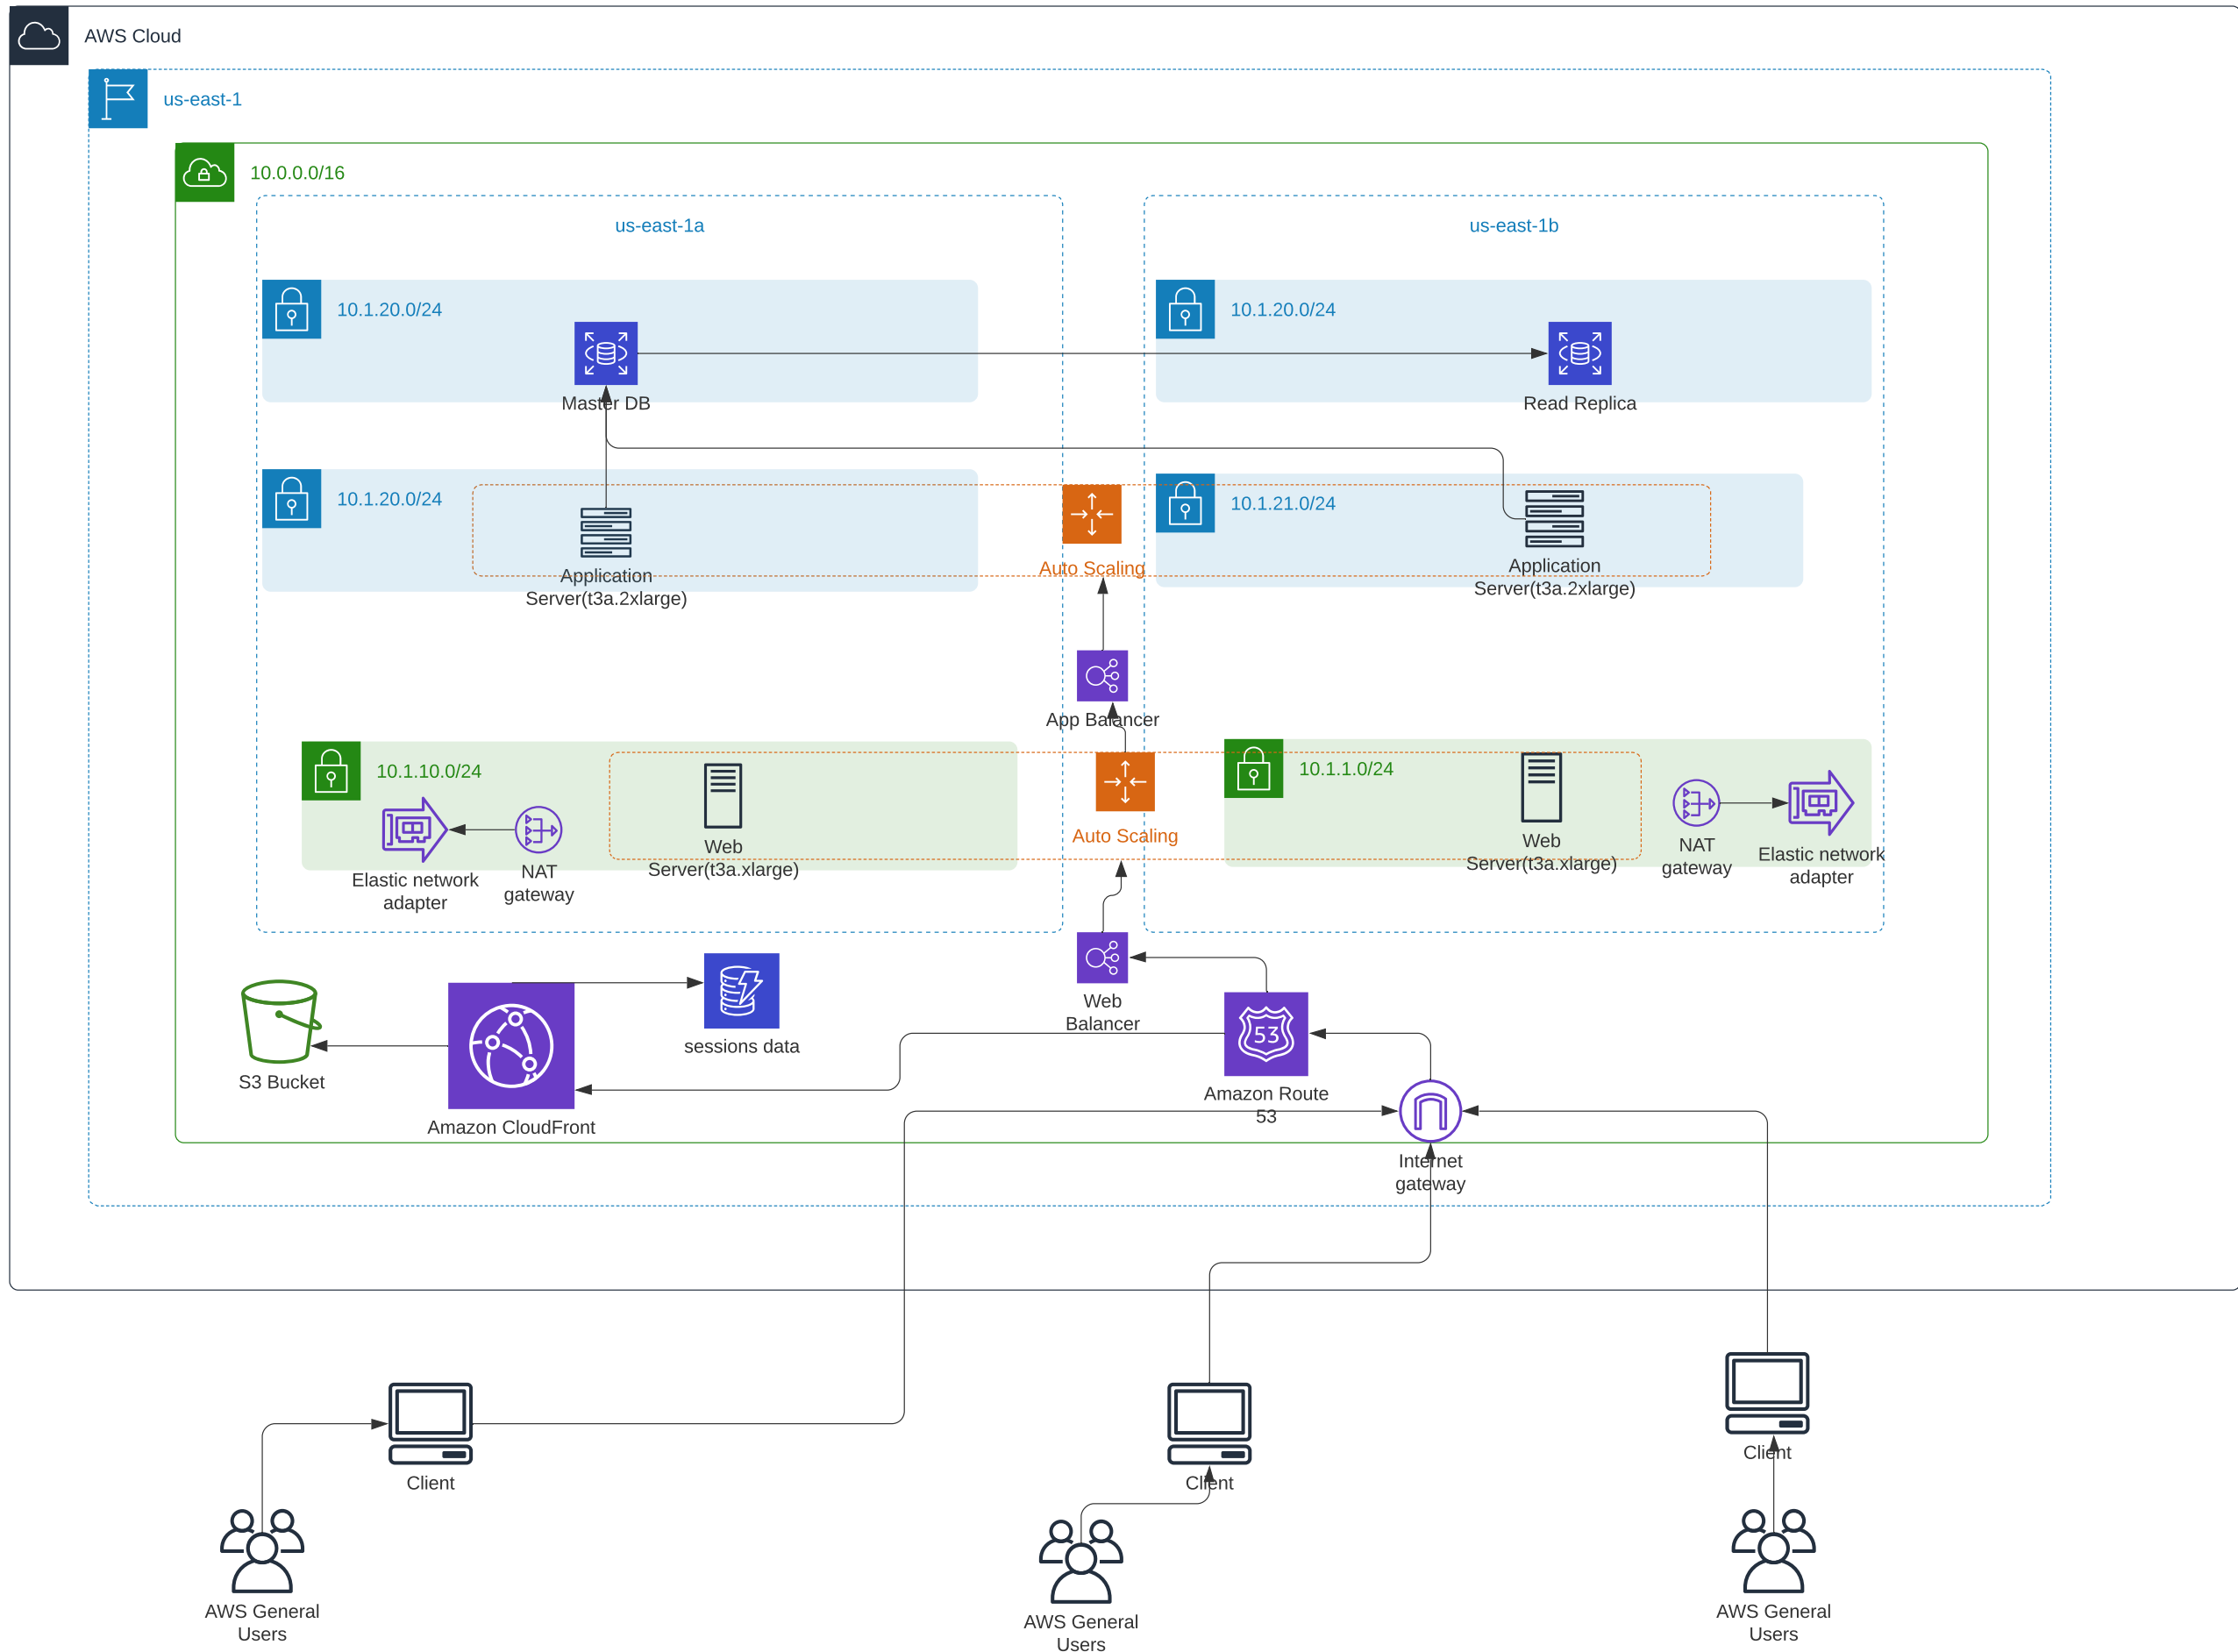 AWS Cloud
us-east-1
10.0.0.0/16
us-east-1a
us-east-1b
10.1.20.0/24
10.1.20.0/24
Master DB
Read Replica
10.1.20.0/24
10.1.21.0/24
Auto Scaling
Application
Server(t3a.2xlarge)
Application
Server(t3a.2xlarge)
App Balancer
10.1.10.0/24
10.1.1.0/24
Auto Scaling
Web
Server(t3a.xlarge)
Web
Server(t3a.xlarge)
NAT
gateway
Elastic network
adapter
Elastic network
adapter
NAT
gateway
Web
Balancer
sessions data
S3 Bucket
Amazon CloudFront
53
Amazon Route
53
Internet
gateway
Client
Client
Client
AWS General
Users
AWS General
Users
AWS General
Users